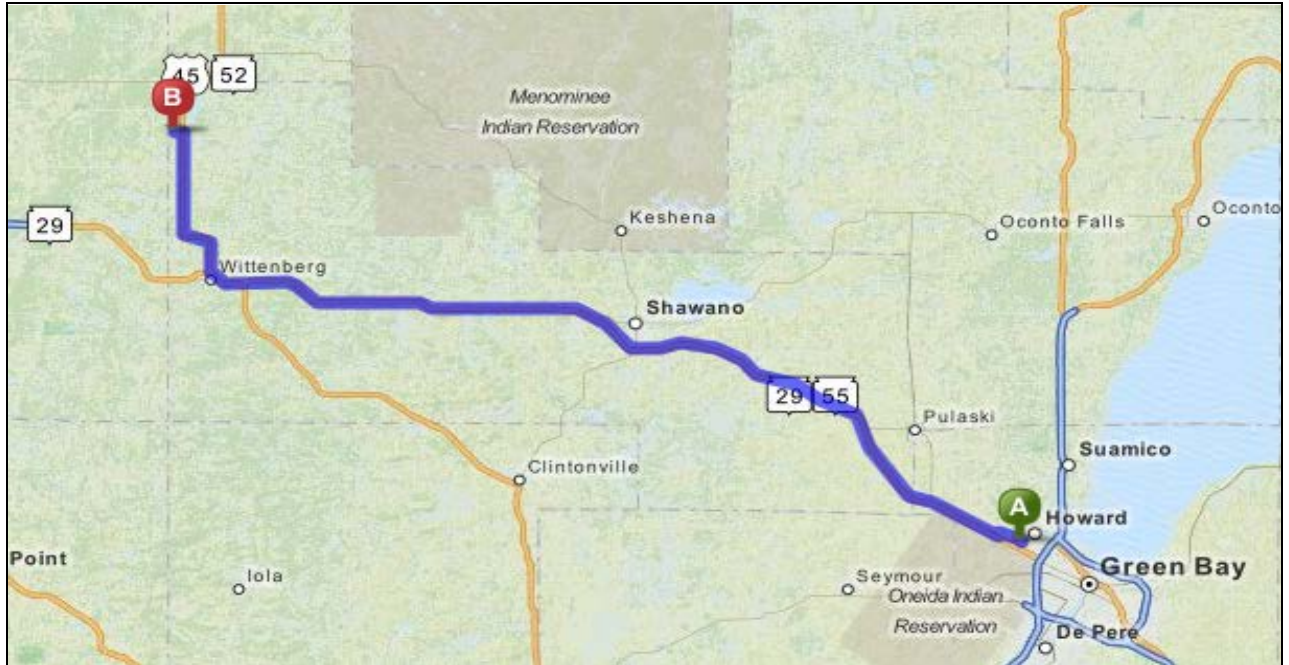 45 52
B
Menominee
Indian Reservation
29
Keshena
Oconto Falls
Oconto
Wittenberg
Shawano
29 55
Pulaski
Clintonville
Suamico
A
Howard
Point
Iola
Seymour
Green Bay
Oneida Indian
Reservation
De Pere